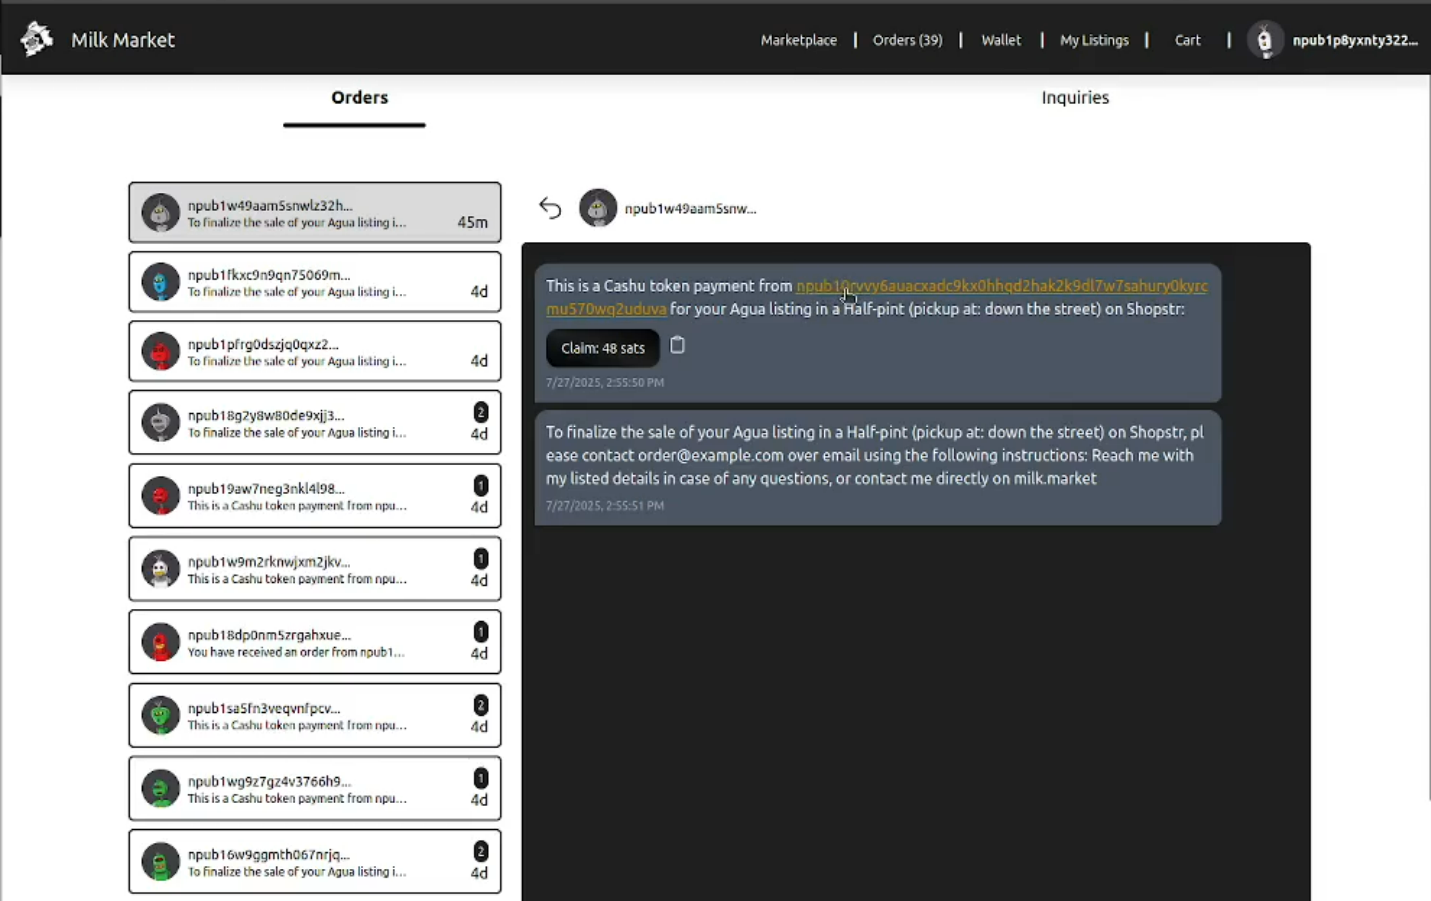 Milk Market
Marketplace | Orders (39) | Wallet | My Listings | Cart | npub1p8yxnty322...
Orders
Inquiries
npub1w49aam5snwlz32h...
To finalize the sale of your Agua listing i...
45m
npub1fkxc9n9qn75069m...
To finalize the sale of your Agua listing i...
4d
npub1pfrg0dszjq0qxz2...
To finalize the sale of your Agua listing i...
4d
npub18g2y8w80de9xjj3...
To finalize the sale of your Agua listing i...
2
4d
npub19aw7neg3nkl4l98...
This is a Cashu token payment from npu...
1
4d
npub1w9m2rknwjxm2jkv...
This is a Cashu token payment from npu...
1
4d
npub18dp0nm5zrgahxue...
You have received an order from npub1...
1
4d
npub1sa5fn3veqvnfpcv...
This is a Cashu token payment from npu...
2
4d
npub1wg9z7gz4v3766h9...
This is a Cashu token payment from npu...
1
4d
npub16w9ggmth067nrjq...
To finalize the sale of your Agua listing i...
2
4d
npub1w49aam5snw...
This is a Cashu token payment from
mu570wq2uduva for your Agua listing in a Half-pint (pickup at: down the street) on Shopstr:
Claim: 48 sats
7/27/2025, 2:55:50 PM
To finalize the sale of your Agua listing in a Half-pint (pickup at: down the street) on Shopstr, pl
ease contact order@example.com over email using the following instructions: Reach me with
my listed details in case of any questions, or contact me directly on milk.market
7/27/2025, 2:55:51 PM